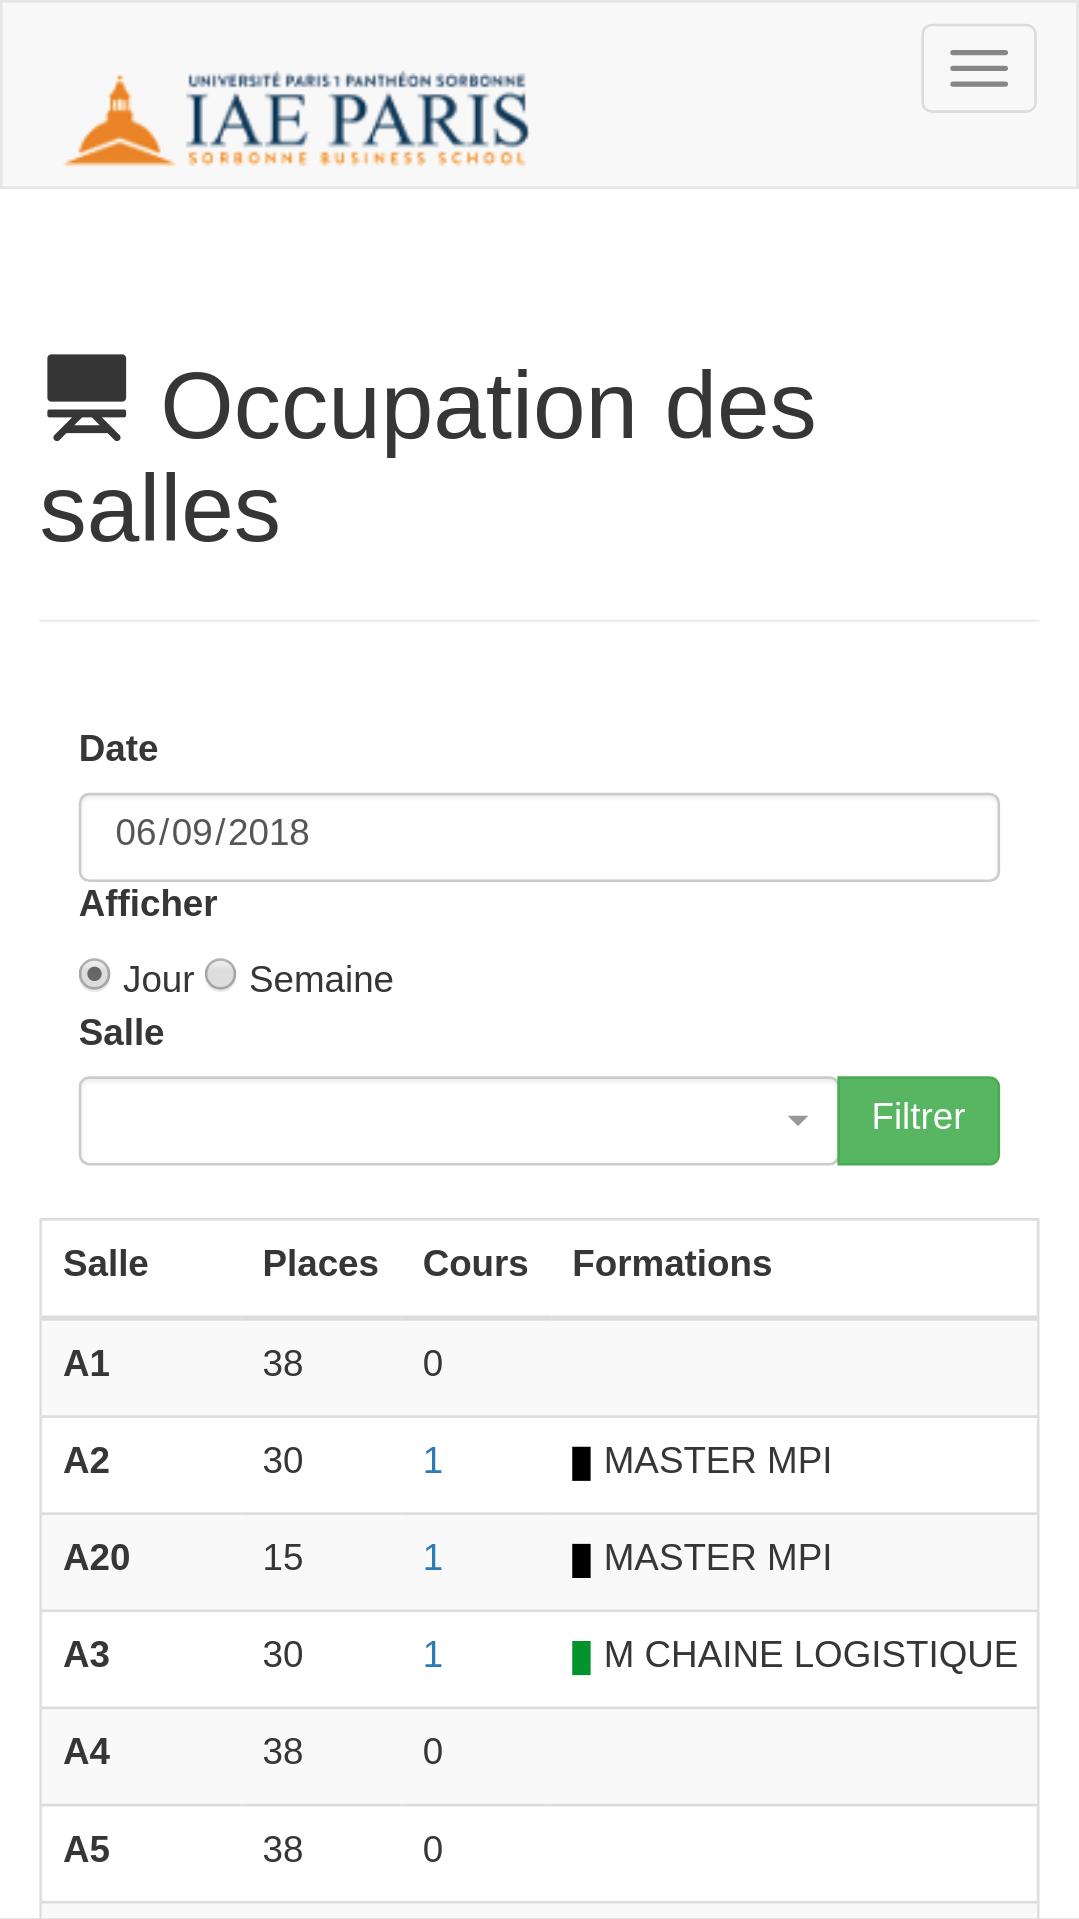 UNIVERSITÉ PARIS 1 PANTHÉON SORBONNE
IAE PARIS
SORBONNE BUSINESS SCHOOL
Occupation des
salles
Date
06/09/2018
Afficher
Jour Semaine
Salle
Filtrer
Salle Places Cours Formations
A1 38 0
A2 30 1 MASTER MPI
A20 15 1 MASTER MPI
A3 30 1 M CHAINE LOGISTIQUE
A4 38 0
A5 38 0